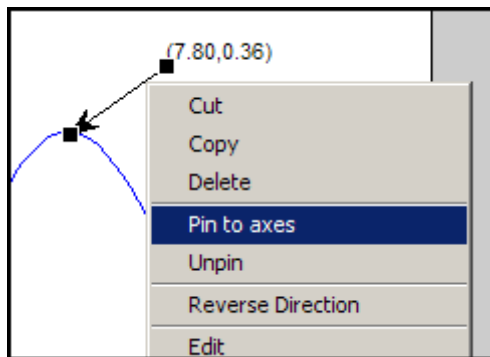 (7.80,0.36)
Cut
Copy
Delete
Pin to axes
Unpin
Reverse Direction
Edit